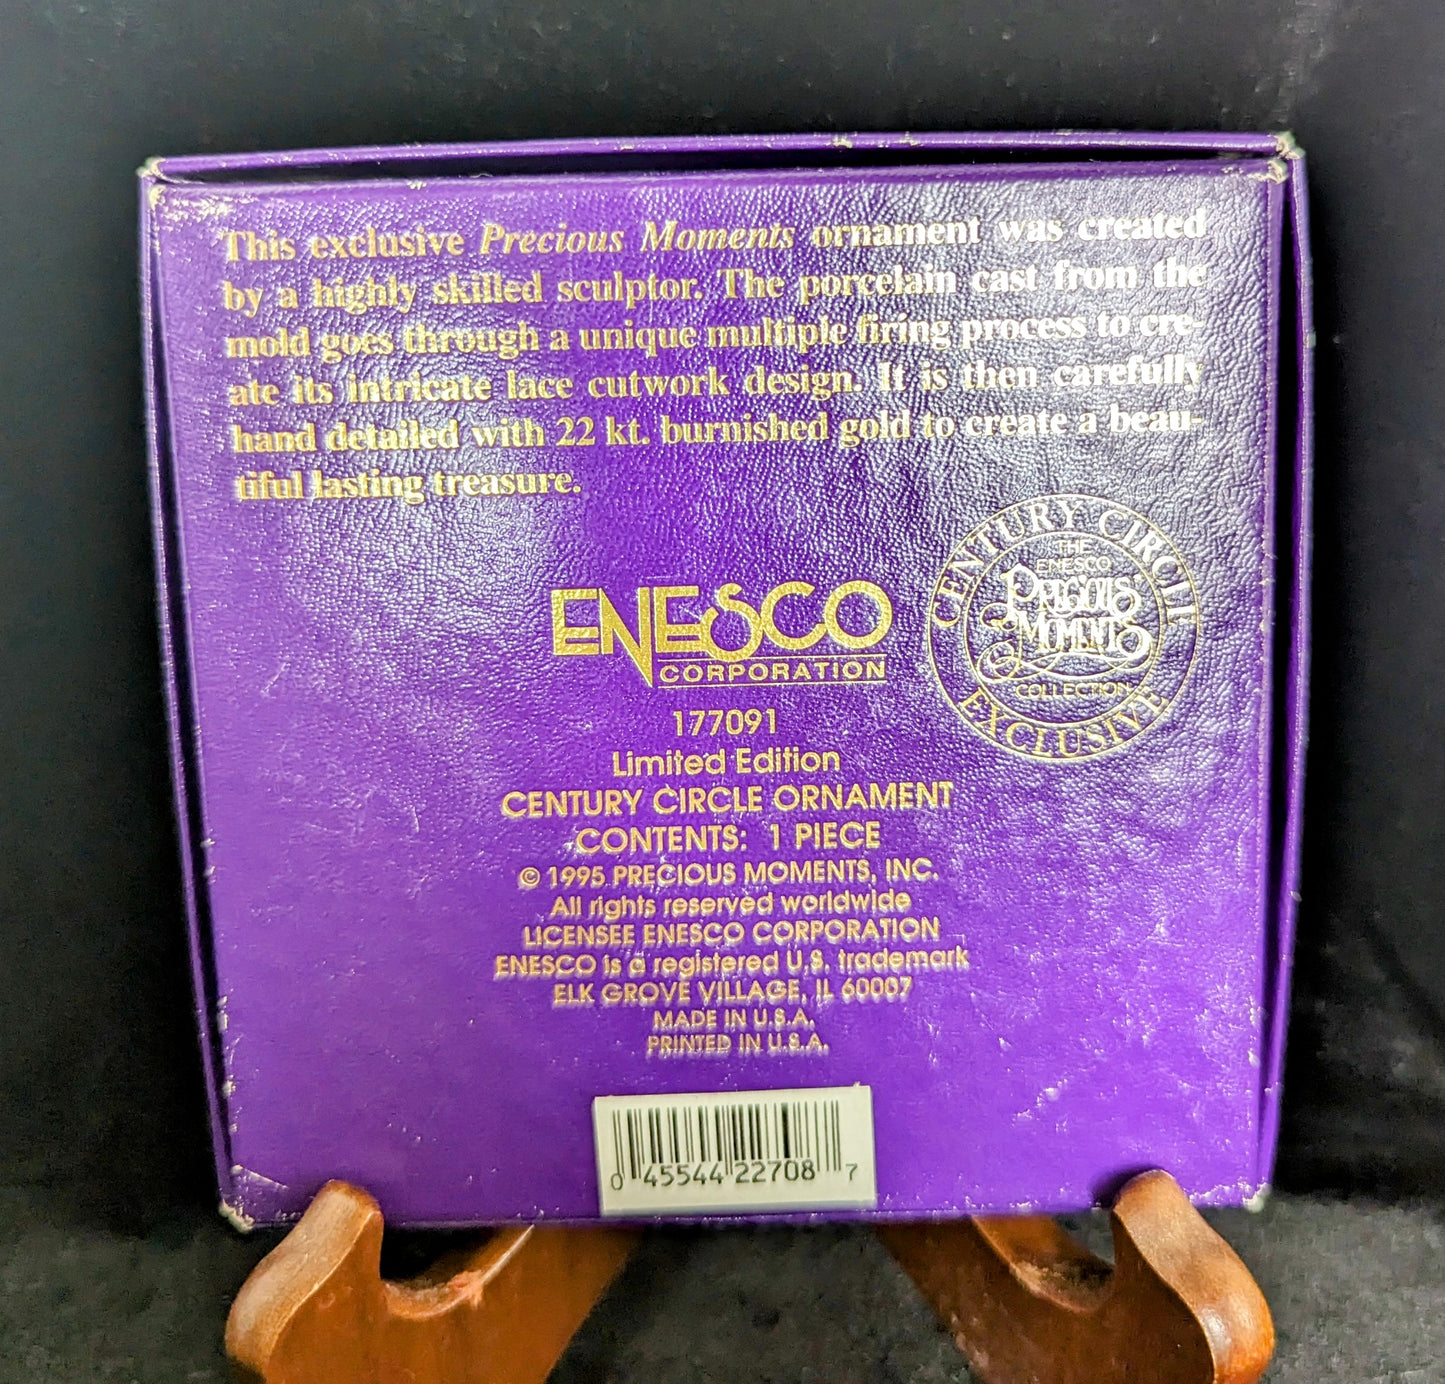 This exclusive Precious Moments ornament was created
by a highly skilled sculptor. The porcelain cast from the
mold goes through a unique multiple firing process to cre-
ate its intricate lace cutwork design. It is then carefully
hand detailed with 22 kt. burnished gold to create a beau-
tiful lasting treasure.
CENTURY CIRCLE
THE
ENESCO
PRECIOUS
MOMENTS
COLLECTION
EXCLUSIVE
ENESCO
CORPORATION
177091
Limited Edition
CENTURY CIRCLE ORNAMENT
CONTENTS: 1 PIECE
© 1995 PRECIOUS MOMENTS, INC.
All rights reserved worldwide
LICENSEE ENESCO CORPORATION
ENESCO is a registered U.S. trademark
ELK GROVE VILLAGE, IL 60007
MADE IN U.S.A.
PRINTED IN U.S.A.
0 45544 22708 7